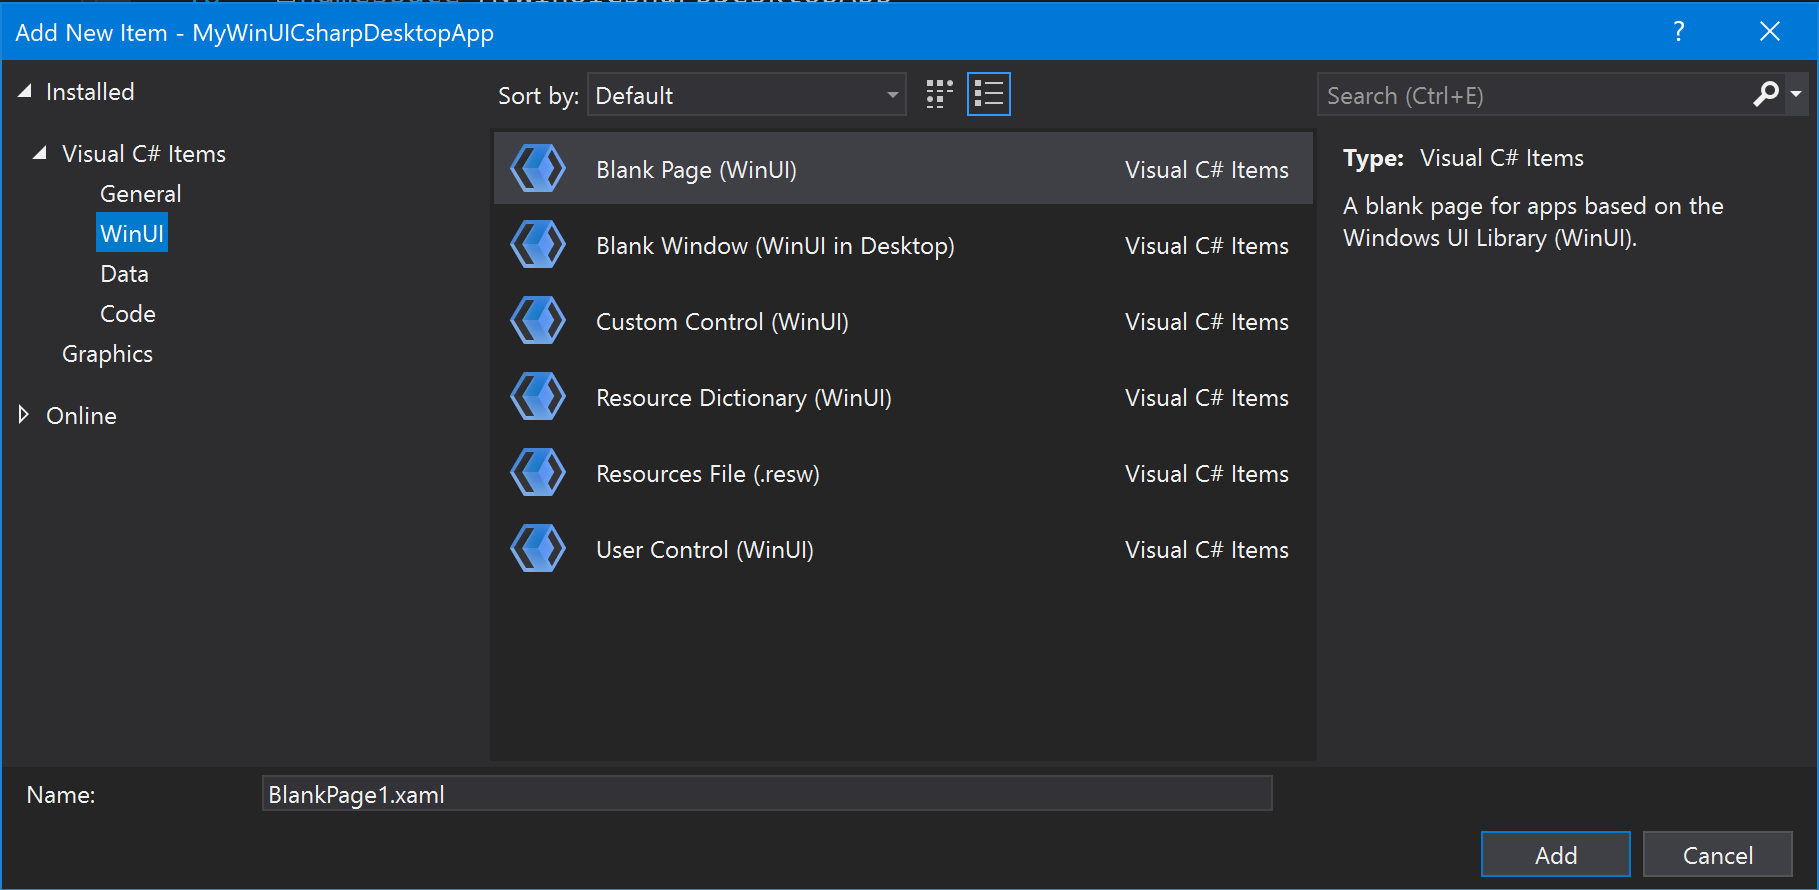 Add New Item - MyWinUICsharpDesktopApp
?
Installed
Visual C# Items
General
WinUI
Data
Code
Graphics
Online
Sort by: Default
Search (Ctrl+E)
Blank Page (WinUI) Visual C# Items
Blank Window (WinUI in Desktop) Visual C# Items
Custom Control (WinUI) Visual C# Items
Resource Dictionary (WinUI) Visual C# Items
Resources File (.resw) Visual C# Items
User Control (WinUI) Visual C# Items
Type: Visual C# Items
A blank page for apps based on the
Windows UI Library (WinUI).
Name: BlankPage1.xaml
Add Cancel